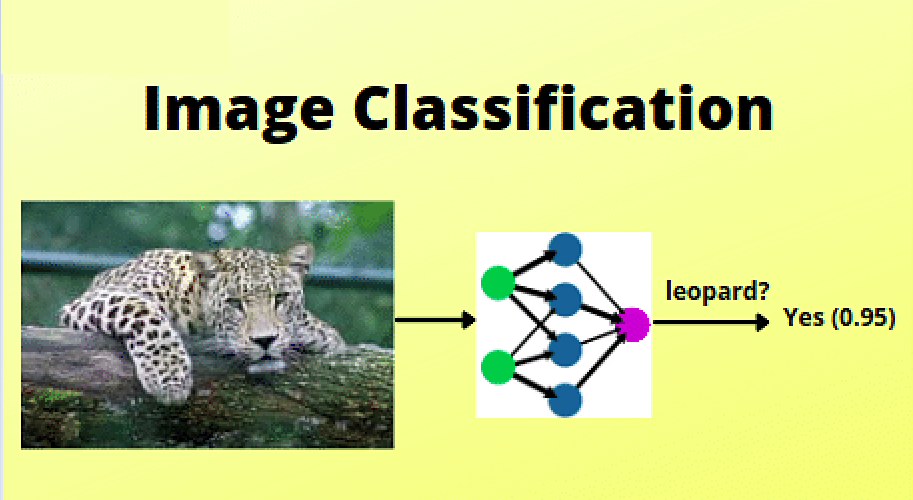 Image Classification
leopard?
Yes (0.95)